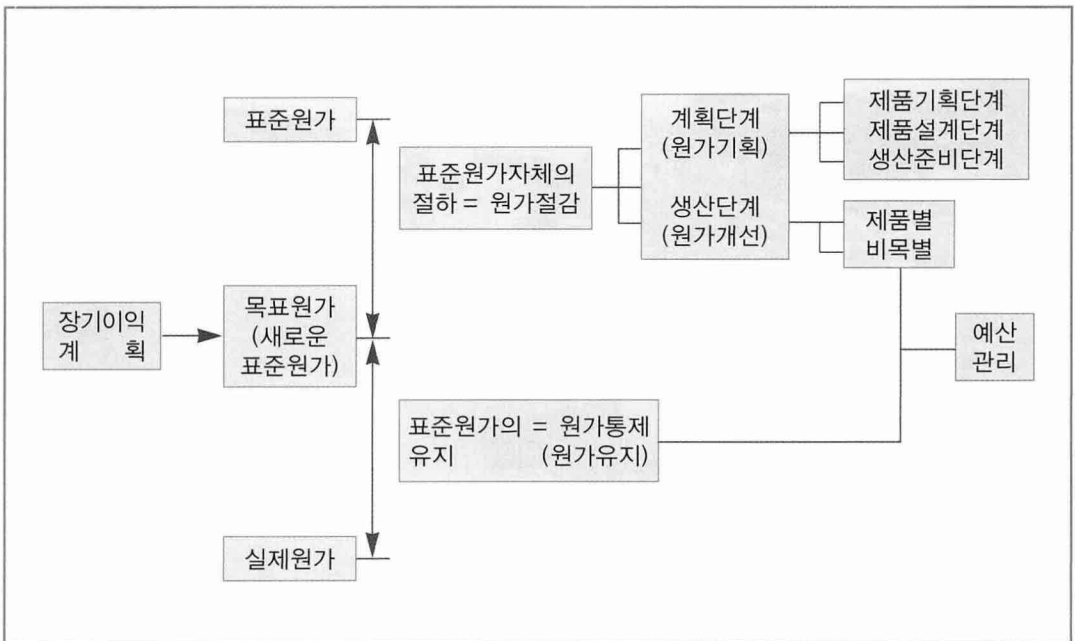 표준원가
표준원가자체의
절하 = 원가절감
계획단계
(원가기획)
생산단계
(원가개선)
제품기획단계
제품설계단계
생산준비단계
제품별
비목별
장기이익
계 획
목표원가
(새로운
표준원가)
예산
관리
표준원가의 = 원가통제
유지 (원가유지)
실제원가